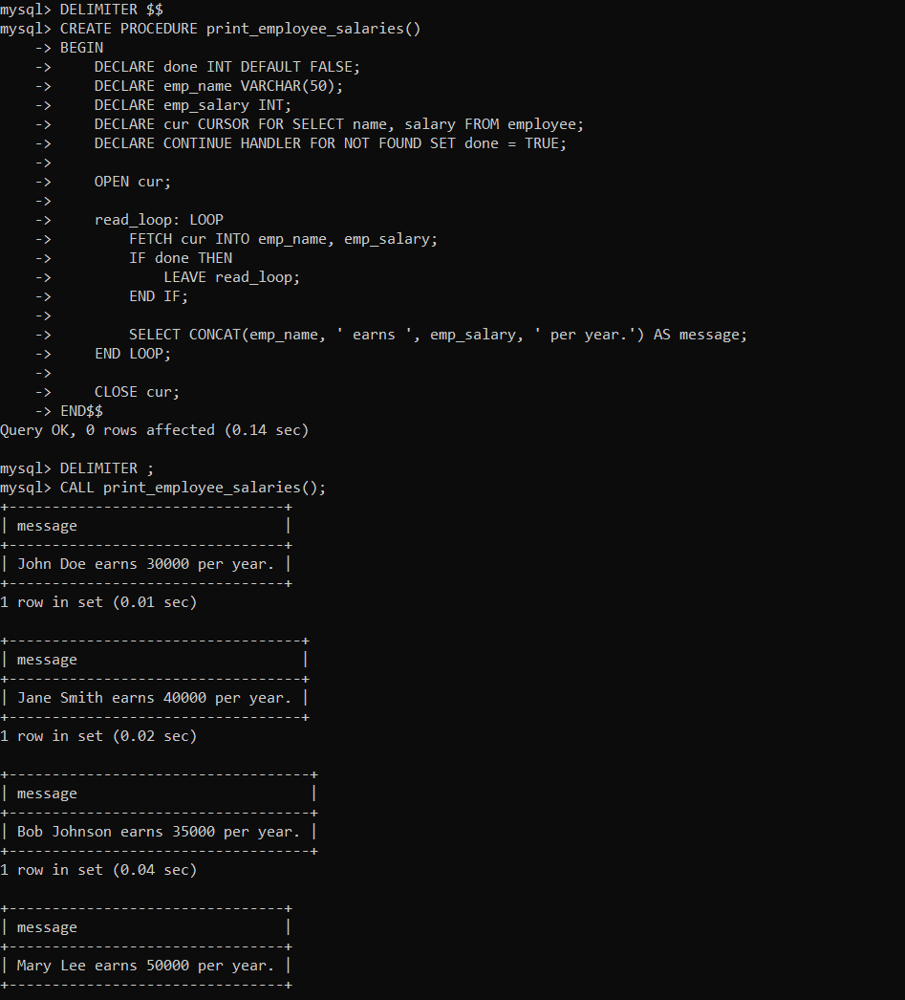 mysql> DELIMITER $$
mysql> CREATE PROCEDURE print_employee_salaries()
    -> BEGIN
    ->     DECLARE done INT DEFAULT FALSE;
    ->     DECLARE emp_name VARCHAR(50);
    ->     DECLARE emp_salary INT;
    ->     DECLARE cur CURSOR FOR SELECT name, salary FROM employee;
    ->     DECLARE CONTINUE HANDLER FOR NOT FOUND SET done = TRUE;
    ->
    ->     OPEN cur;
    ->
    ->     read_loop: LOOP
    ->         FETCH cur INTO emp_name, emp_salary;
    ->         IF done THEN
    ->             LEAVE read_loop;
    ->         END IF;
    ->
    ->         SELECT CONCAT(emp_name, ' earns ', emp_salary, ' per year.') AS message;
    ->     END LOOP;
    ->
    ->     CLOSE cur;
    -> END$$
Query OK, 0 rows affected (0.14 sec)

mysql> DELIMITER ;
mysql> CALL print_employee_salaries();
+--------------------------------+
| message                        |
+--------------------------------+
| John Doe earns 30000 per year. |
+--------------------------------+
1 row in set (0.01 sec)

+----------------------------------+
| message                          |
+----------------------------------+
| Jane Smith earns 40000 per year. |
+----------------------------------+
1 row in set (0.02 sec)

+-----------------------------------+
| message                           |
+-----------------------------------+
| Bob Johnson earns 35000 per year. |
+-----------------------------------+
1 row in set (0.04 sec)

+--------------------------------+
| message                        |
+--------------------------------+
| Mary Lee earns 50000 per year. |
+--------------------------------+